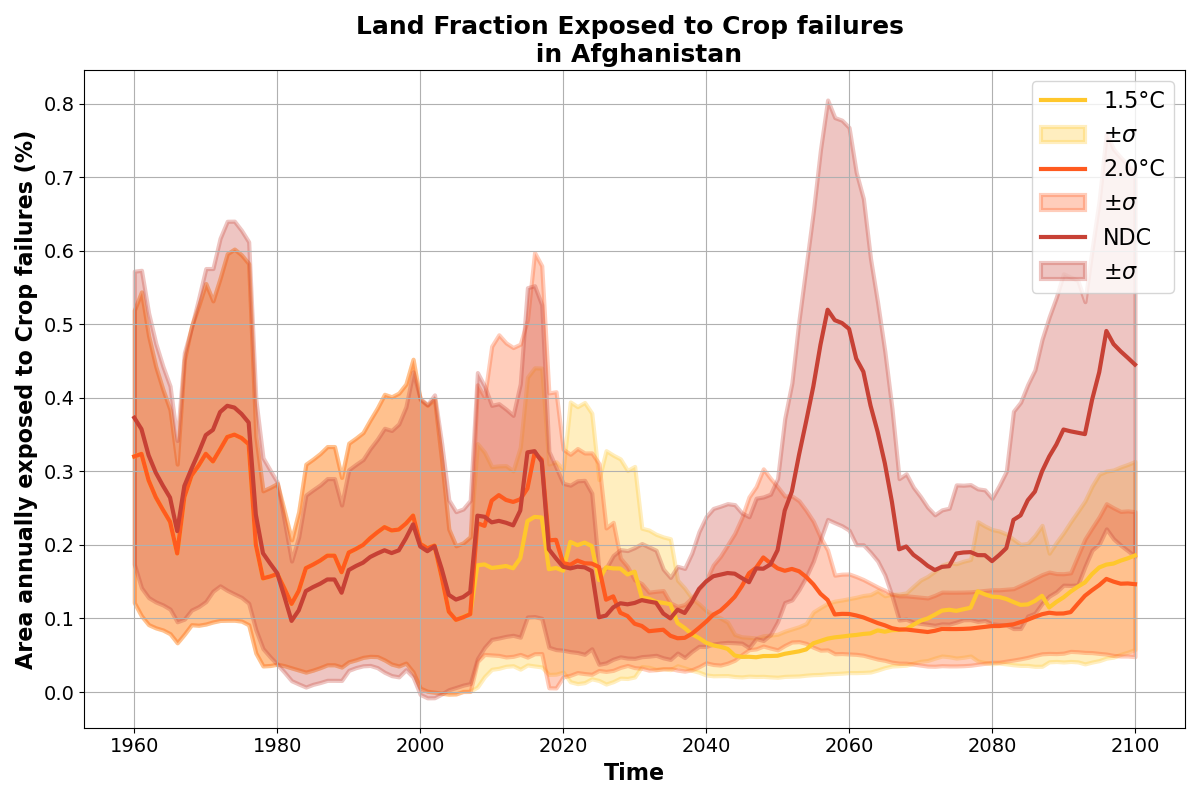 Land Fraction Exposed to Crop failures
in Afghanistan
Area annually exposed to Crop failures (%)
0.8
0.7
0.6
0.5
0.4
0.3
0.2
0.1
0.0
1960 1980 2000 2020 2040 2060 2080 2100
Time
1.5°C
±σ
2.0°C
±σ
NDC
±σ